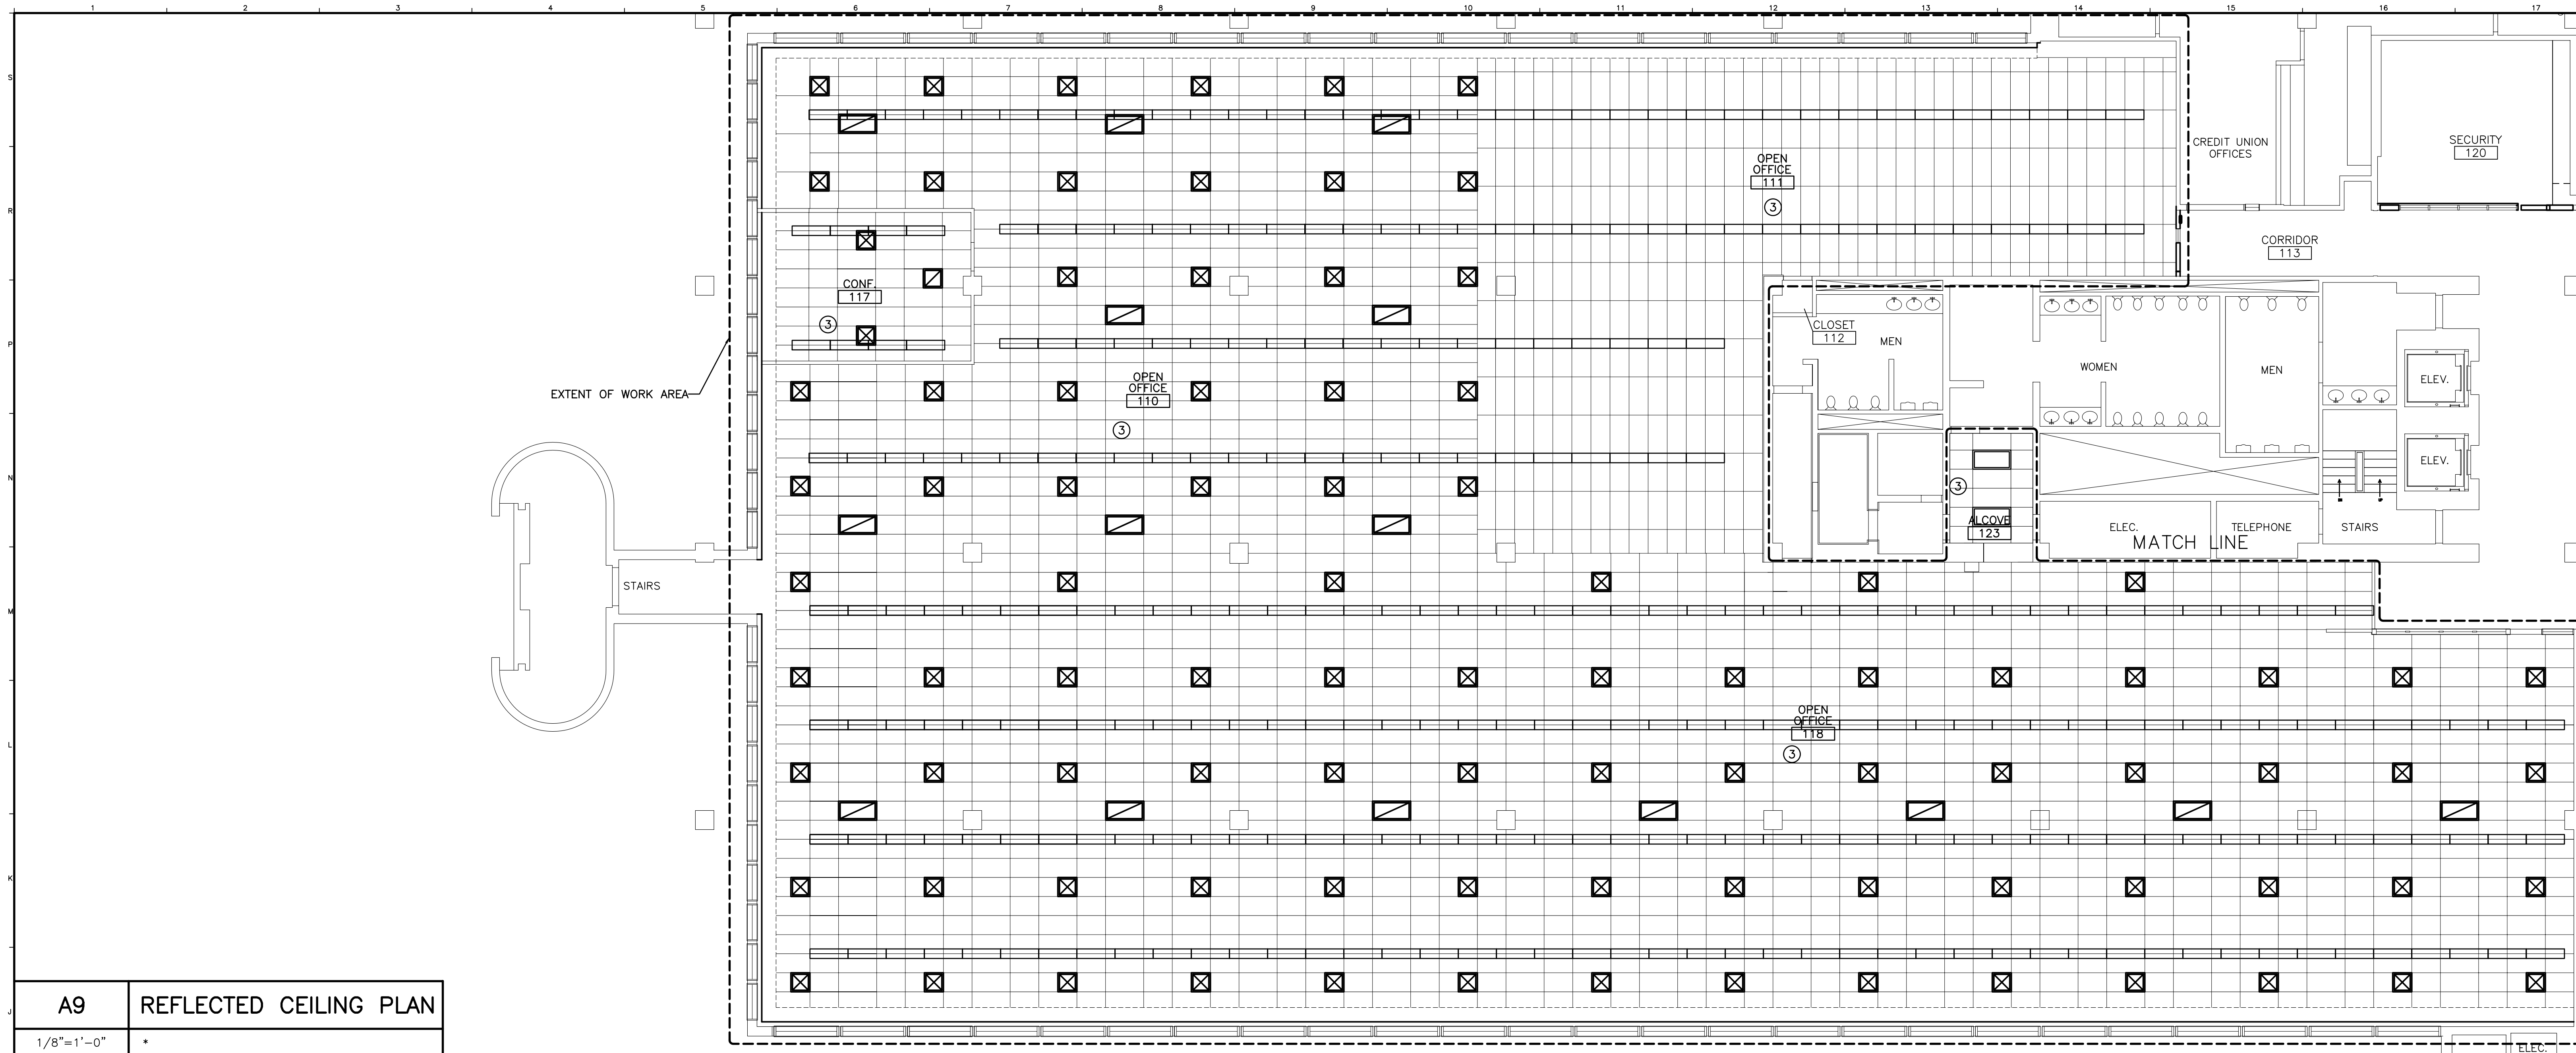 1 2 3 4 5 6 7 8 9 10 11 12 13 14 15 16 17
S
R
P
N
M
L
K
J
CREDIT UNION
OFFICES
SECURITY
120
OPEN
OFFICE
111
3
CORRIDOR
113
CONF.
117
3
CLOSET
112
MEN
WOMEN
MEN
ELEV.
EXTENT OF WORK AREA
OPEN
OFFICE
110
3
ELEV.
3
ALCOVE
123
ELEC.
TELEPHONE
STAIRS
MATCH LINE
STAIRS
OPEN
OFFICE
118
3
A9
REFLECTED CEILING PLAN
1/8"=1'-0"
*
ELEC.